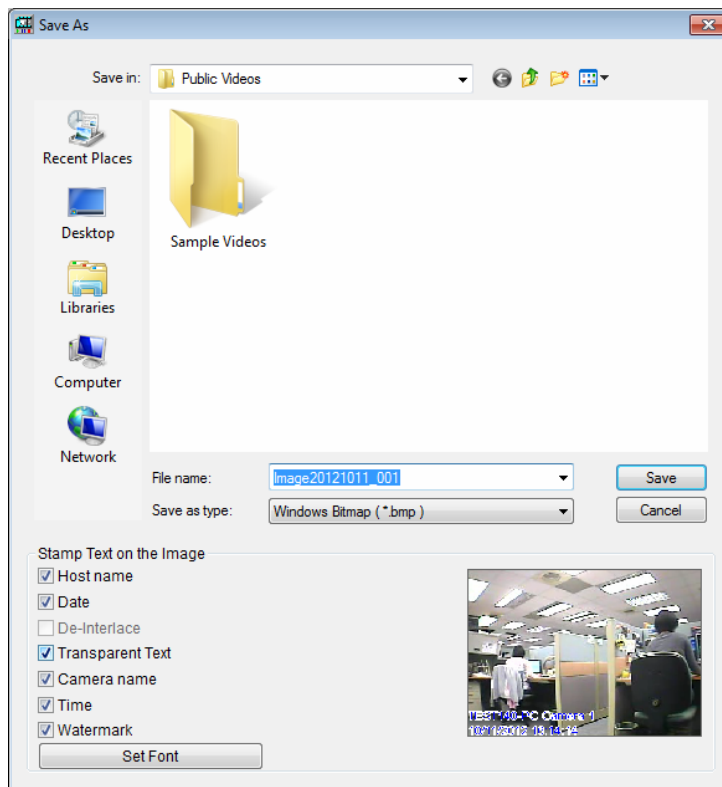 Save As
Save in:
Public Videos
Recent Places
Desktop
Libraries
Computer
Network
Sample Videos
File name:
Image20121011_001
Save
Save as type:
Windows Bitmap ( *.bmp )
Cancel
Stamp Text on the Image
Host name
Date
De-Interlace
Transparent Text
Camera name
Time
Watermark
Set Font
Camera 1